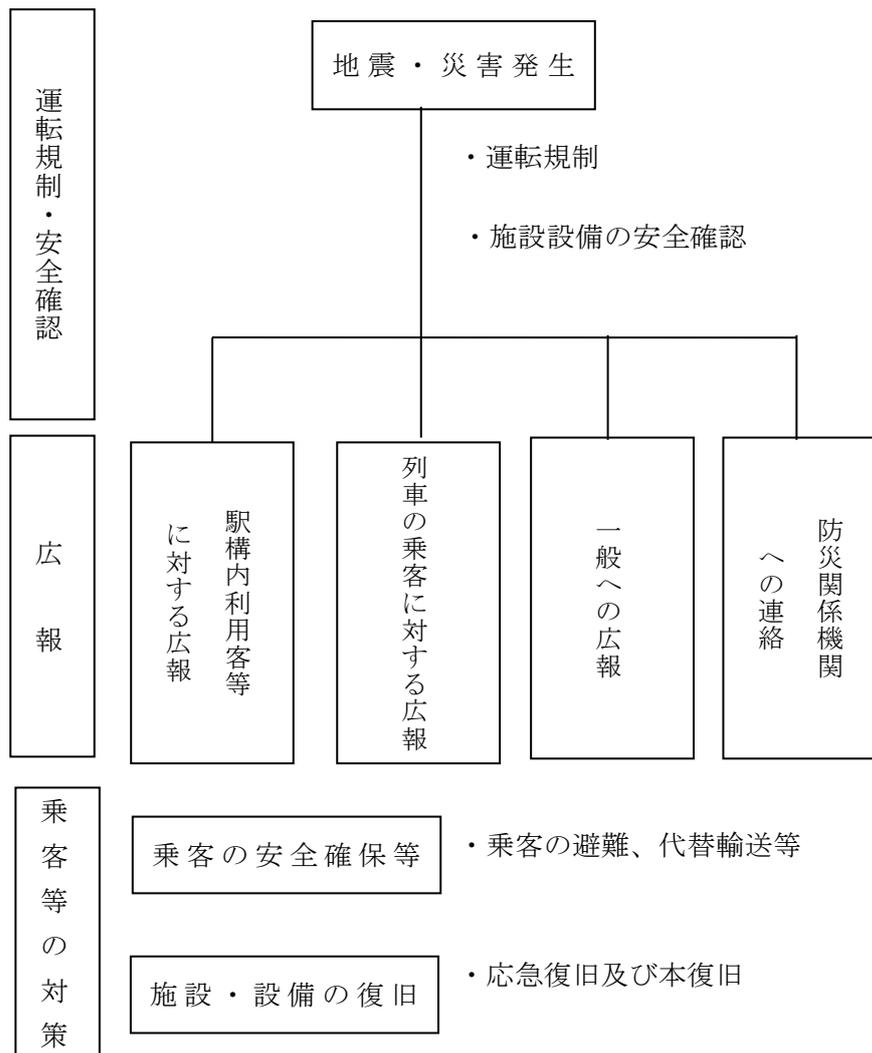 運転規制・安全確認
地震・災害発生
・運転規制
・施設設備の安全確認
広報
駅構内利用客等
に対する広報
列車の乗客に対する広報
一般への広報
防災関係機関
への連絡
乗客等の対策
乗客の安全確保等
・乗客の避難、代替輸送等
施設・設備の復旧
・応急復旧及び本復旧